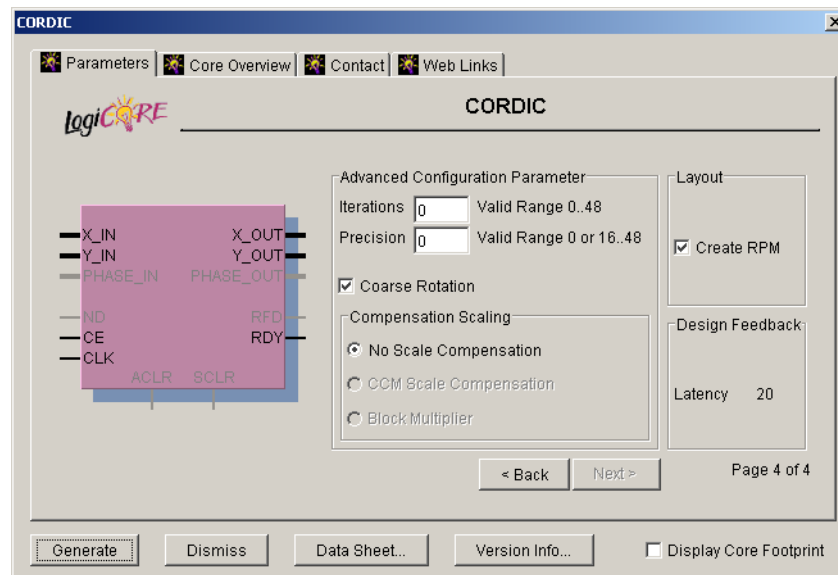 CORDIC
Parameters Core Overview Contact Web Links
LogiCORE
CORDIC
Advanced Configuration Parameter
Iterations 0 Valid Range 0..48
Precision 0 Valid Range 0 or 16..48
Coarse Rotation
Compensation Scaling
No Scale Compensation
CCM Scale Compensation
Block Multiplier
Layout
Create RPM
Design Feedback
Latency 20
X_IN X_OUT
Y_IN Y_OUT
PHASE_IN PHASE_OUT
ND RFD
CE RDY
CLK
ACLR SCLR
< Back Next > Page 4 of 4
Generate Dismiss Data Sheet... Version Info... Display Core Footprint